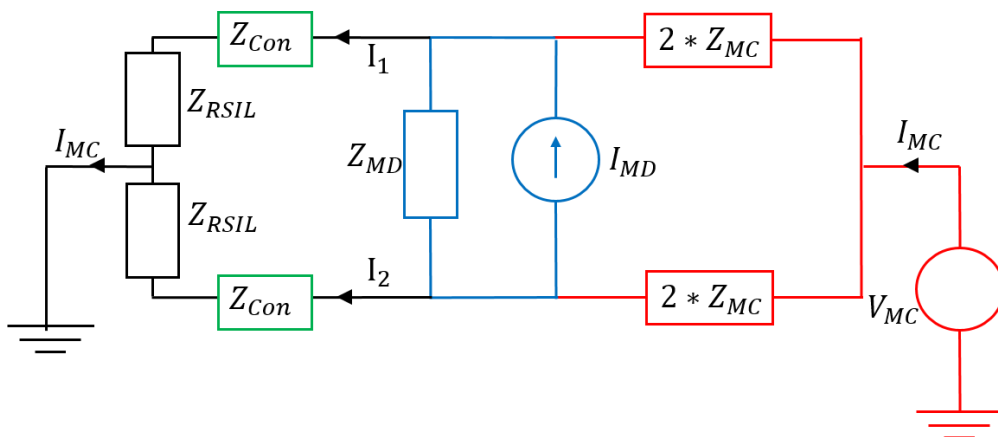 Z_Con
I_1
2 * Z_MC
Z_RSIL
I_MC
Z_MD
I_MD
I_MC
Z_RSIL
I_2
Z_Con
2 * Z_MC
V_MC